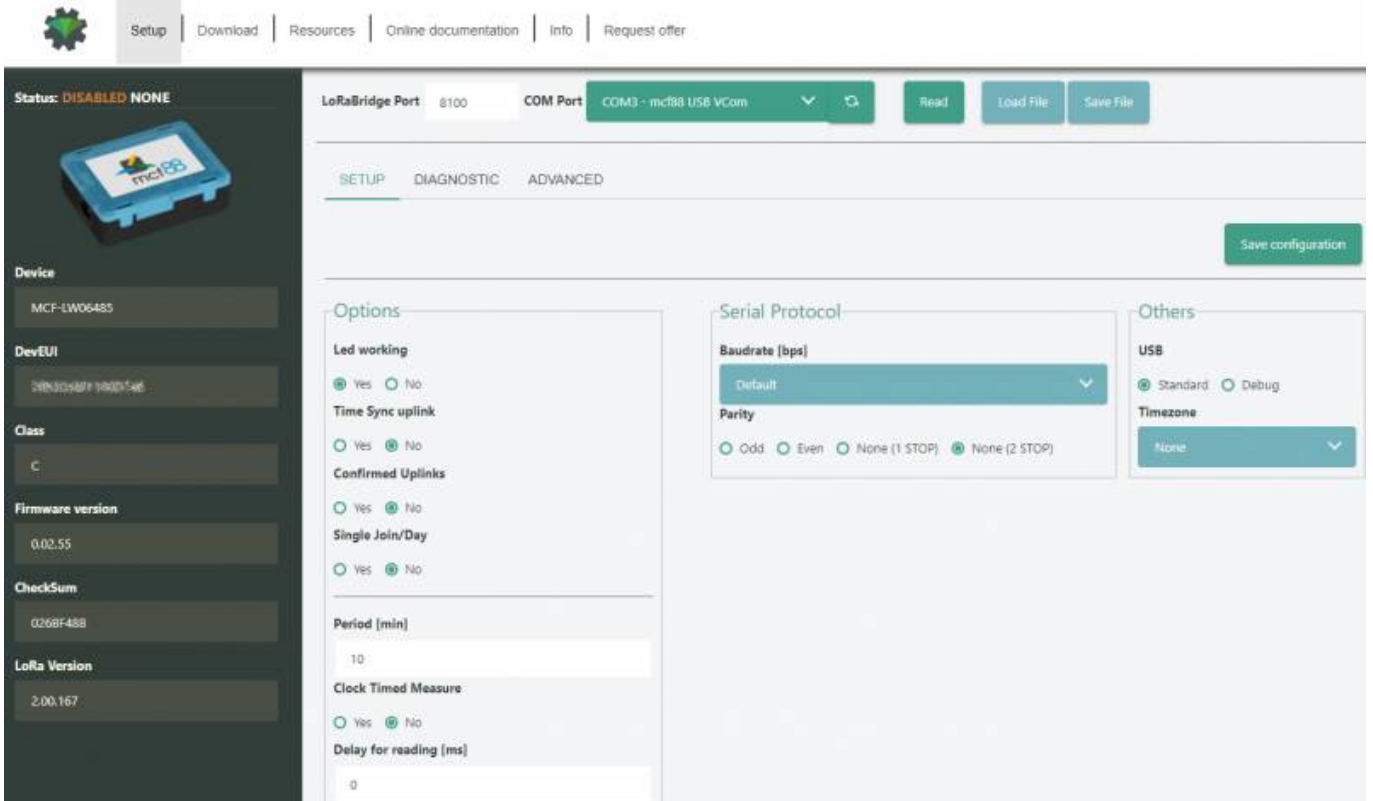 Setup Download Resources Online documentation Info Request offer
Status: DISABLED NONE
mcf88
Device
MCF-LW06485
DevEUI
Class
C
Firmware version
0.02.55
CheckSum
026BF48B
LoRa Version
2.00.167
LoRaBridge Port 8100 COM Port COM3 - mcf88 USB VCom Read Load File Save File
SETUP DIAGNOSTIC ADVANCED
Save configuration
Options
Led working
Yes No
Time Sync uplink
Yes No
Confirmed Uplinks
Yes No
Single Join/Day
Yes No
Period [min]
10
Clock Timed Measure
Yes No
Delay for reading [ms]
0
Serial Protocol
Baudrate [bps]
Default
Parity
Odd Even None (1 STOP) None (2 STOP)
Others
USB
Standard Debug
Timezone
None